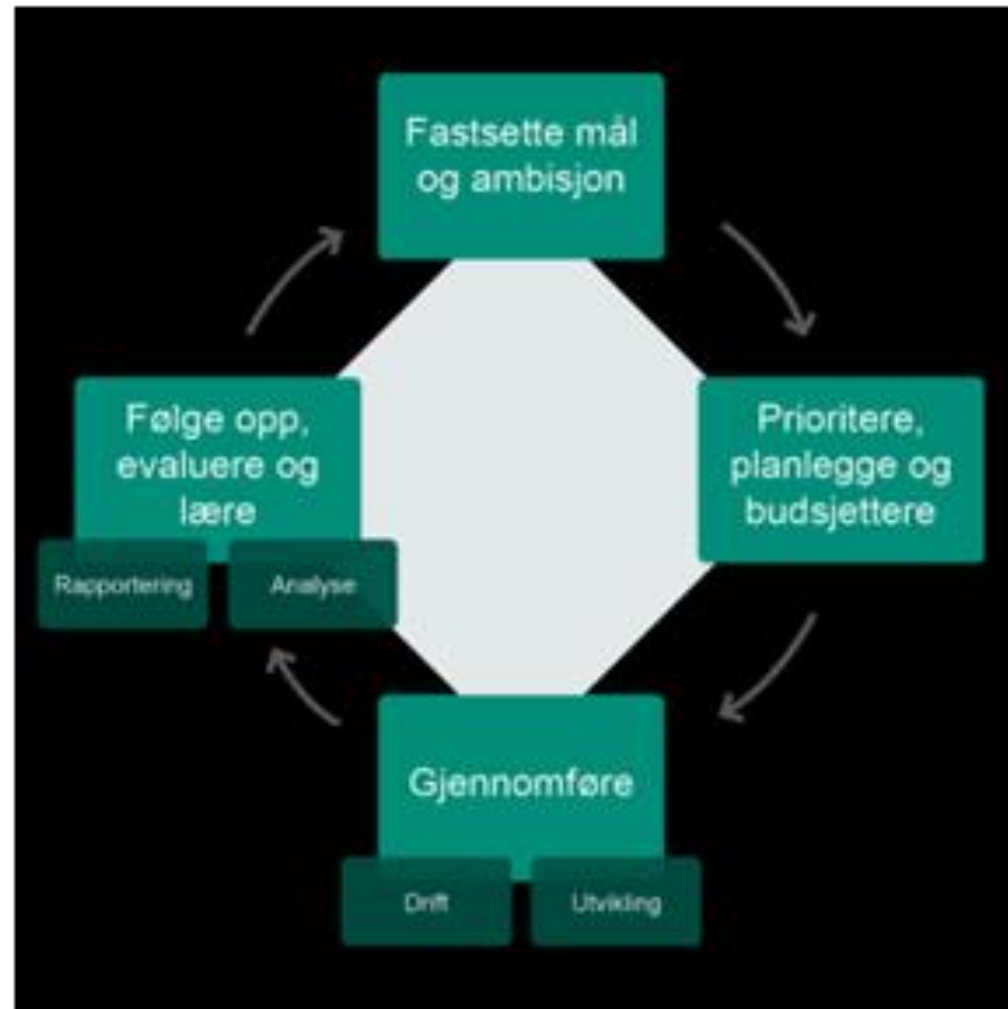 Fastsette mål
og ambisjon
Prioritere,
planlegge og
budsjettere
Gjennomføre
Drift
Utvikling
Følge opp,
evaluere og
lære
Rapportering
Analyse